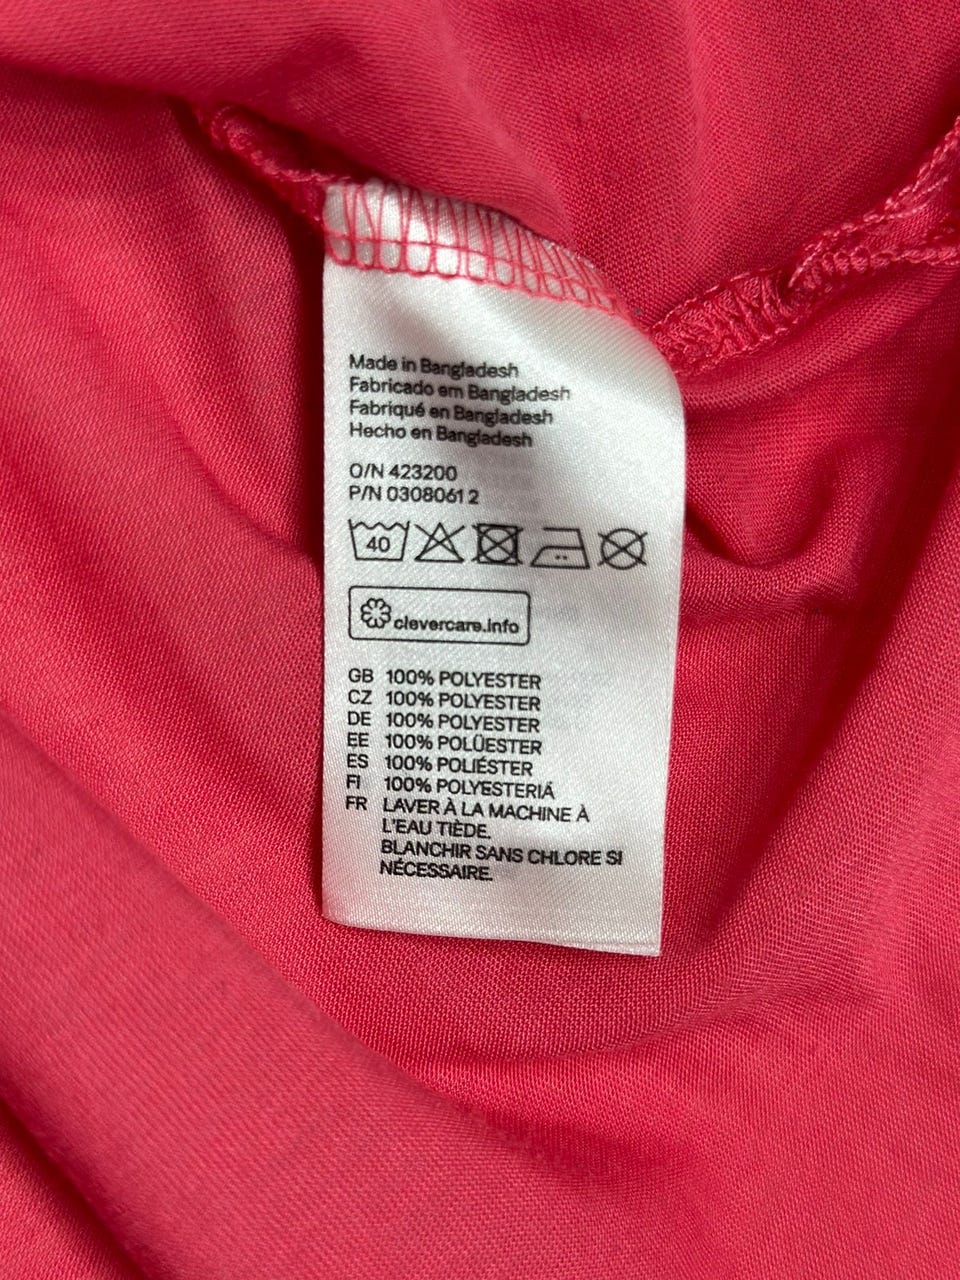 Made in Bangladesh
Fabricado em Bangladesh
Fabriqué en Bangladesh
Hecho en Bangladesh
O/N 423200
P/N 0308061 2
40
clevercare.info
GB 100% POLYESTER
CZ 100% POLYESTER
DE 100% POLYESTER
EE 100% POLÜESTER
ES 100% POLIÉSTER
FI 100% POLYESTERIÄ
FR LAVER À LA MACHINE À
L'EAU TIÈDE.
BLANCHIR SANS CHLORE SI
NÉCESSAIRE.